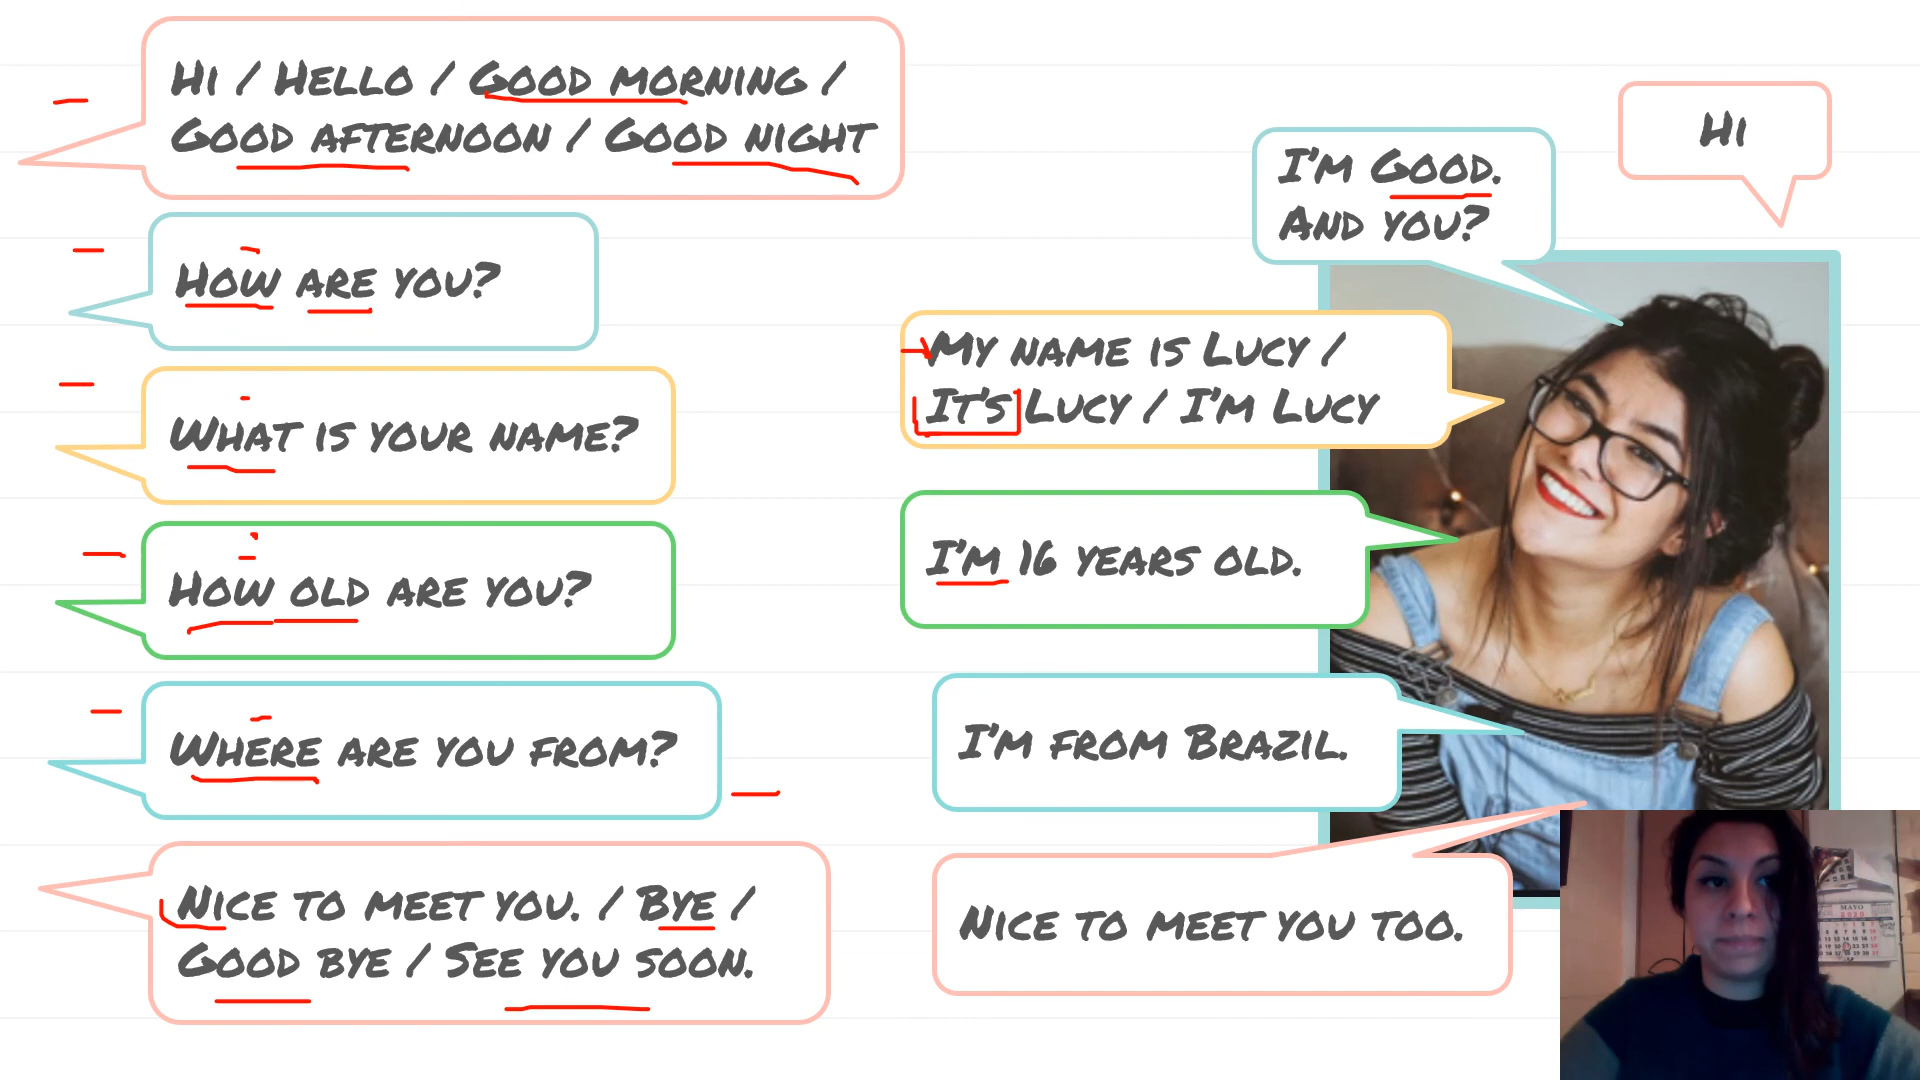 Hi / Hello / Good morning /
Good afternoon / Good night
Hi
I'm Good.
And you?
How are you?
My name is Lucy /
It's Lucy / I'm Lucy
What is your name?
I'm 16 years old.
How old are you?
I'm from Brazil.
Where are you from?
Nice to meet you. / Bye /
Good bye / See you soon.
Nice to meet you too.
MAYO